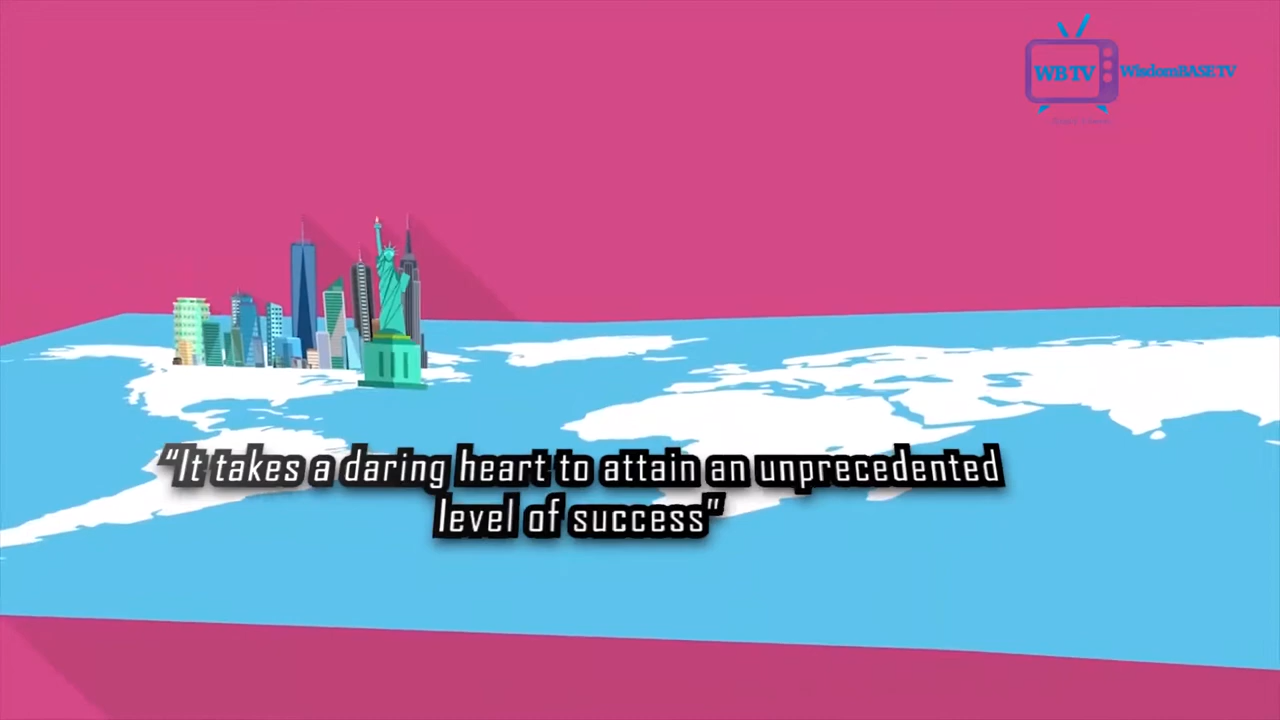 WBTV WisdomBASE TV
“It takes a daring heart to attain an unprecedented
level of success”